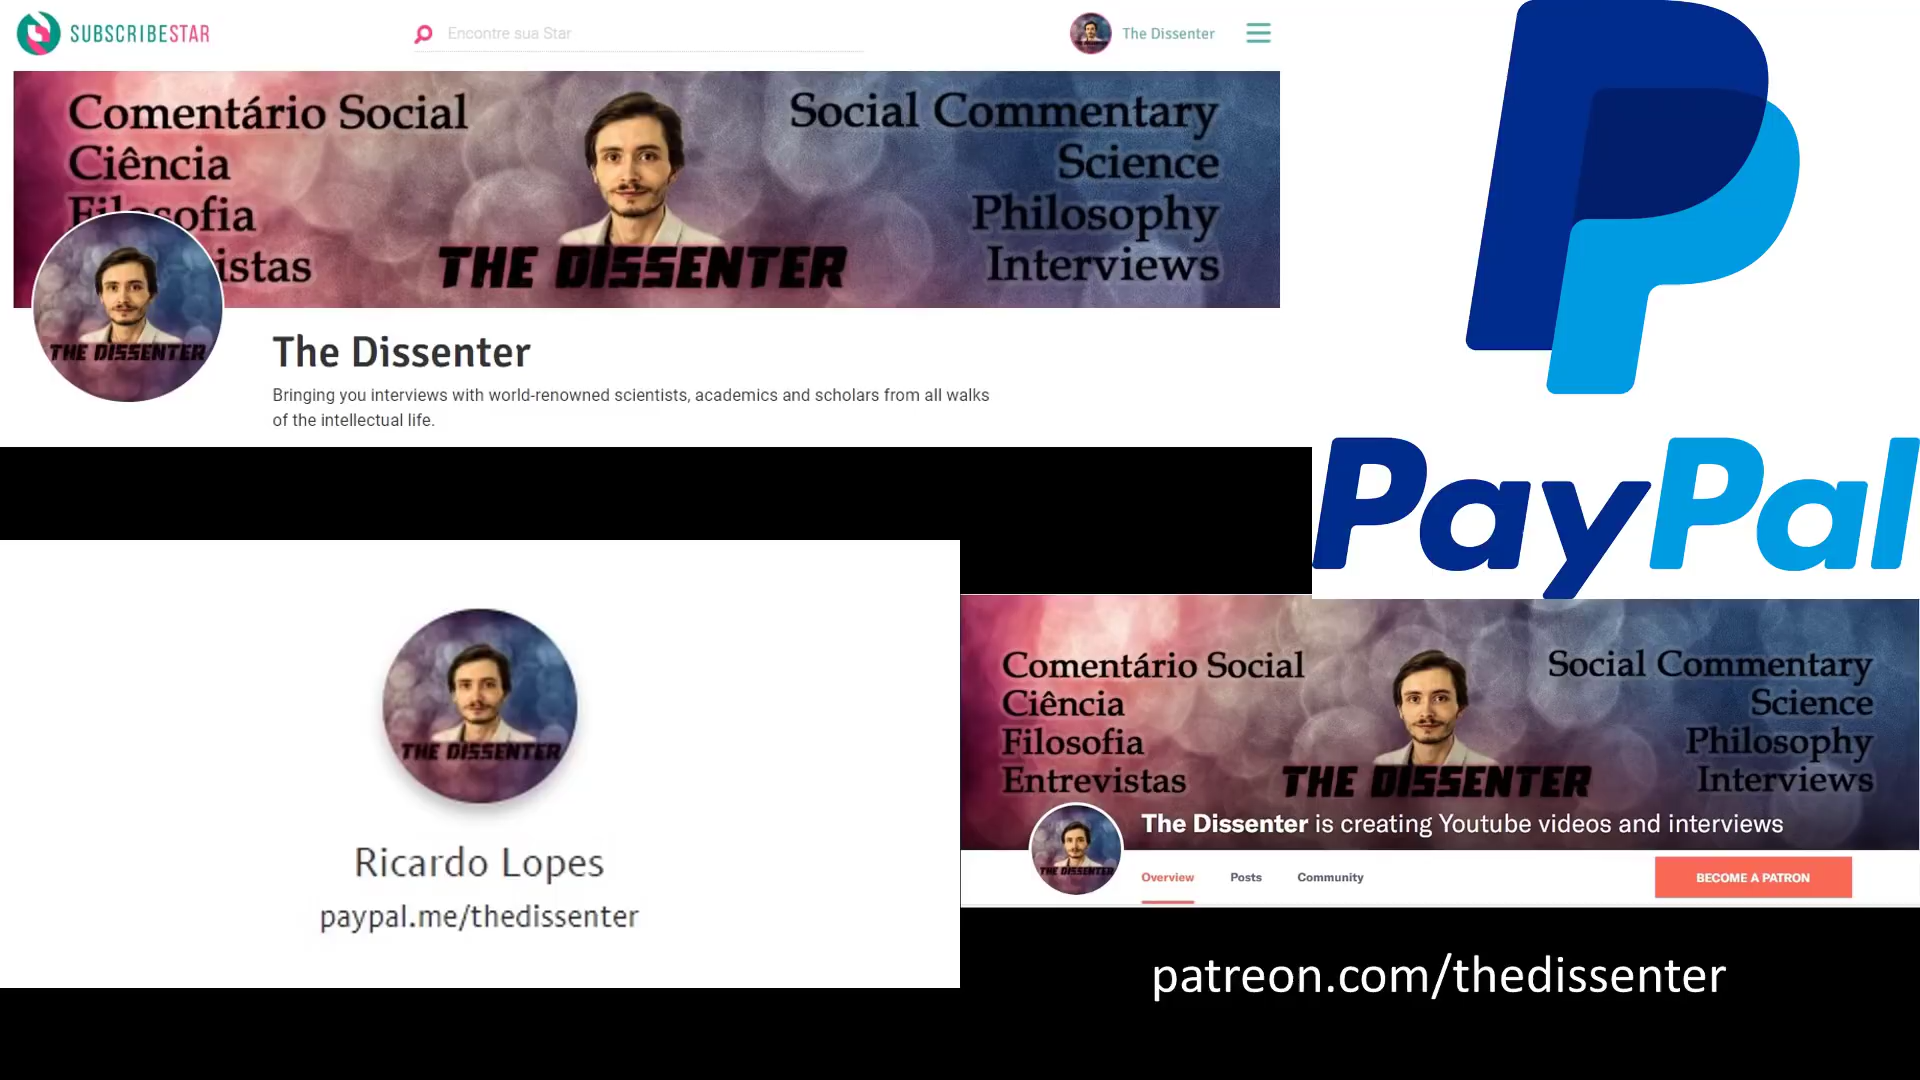 SUBSCRIBESTAR
Encontre sua Star
The Dissenter
Comentário Social
Ciência
Filosofia
istas
Social Commentary
Science
Philosophy
Interviews
THE DISSENTER
THE DISSENTER
The Dissenter
Bringing you interviews with world-renowned scientists, academics and scholars from all walks
of the intellectual life.
PayPal
THE DISSENTER
Ricardo Lopes
paypal.me/thedissenter
Comentário Social
Ciência
Filosofia
Entrevistas
Social Commentary
Science
Philosophy
Interviews
THE DISSENTER
The Dissenter is creating Youtube videos and interviews
THE DISSENTER
Overview Posts Community
BECOME A PATRON
patreon.com/thedissenter